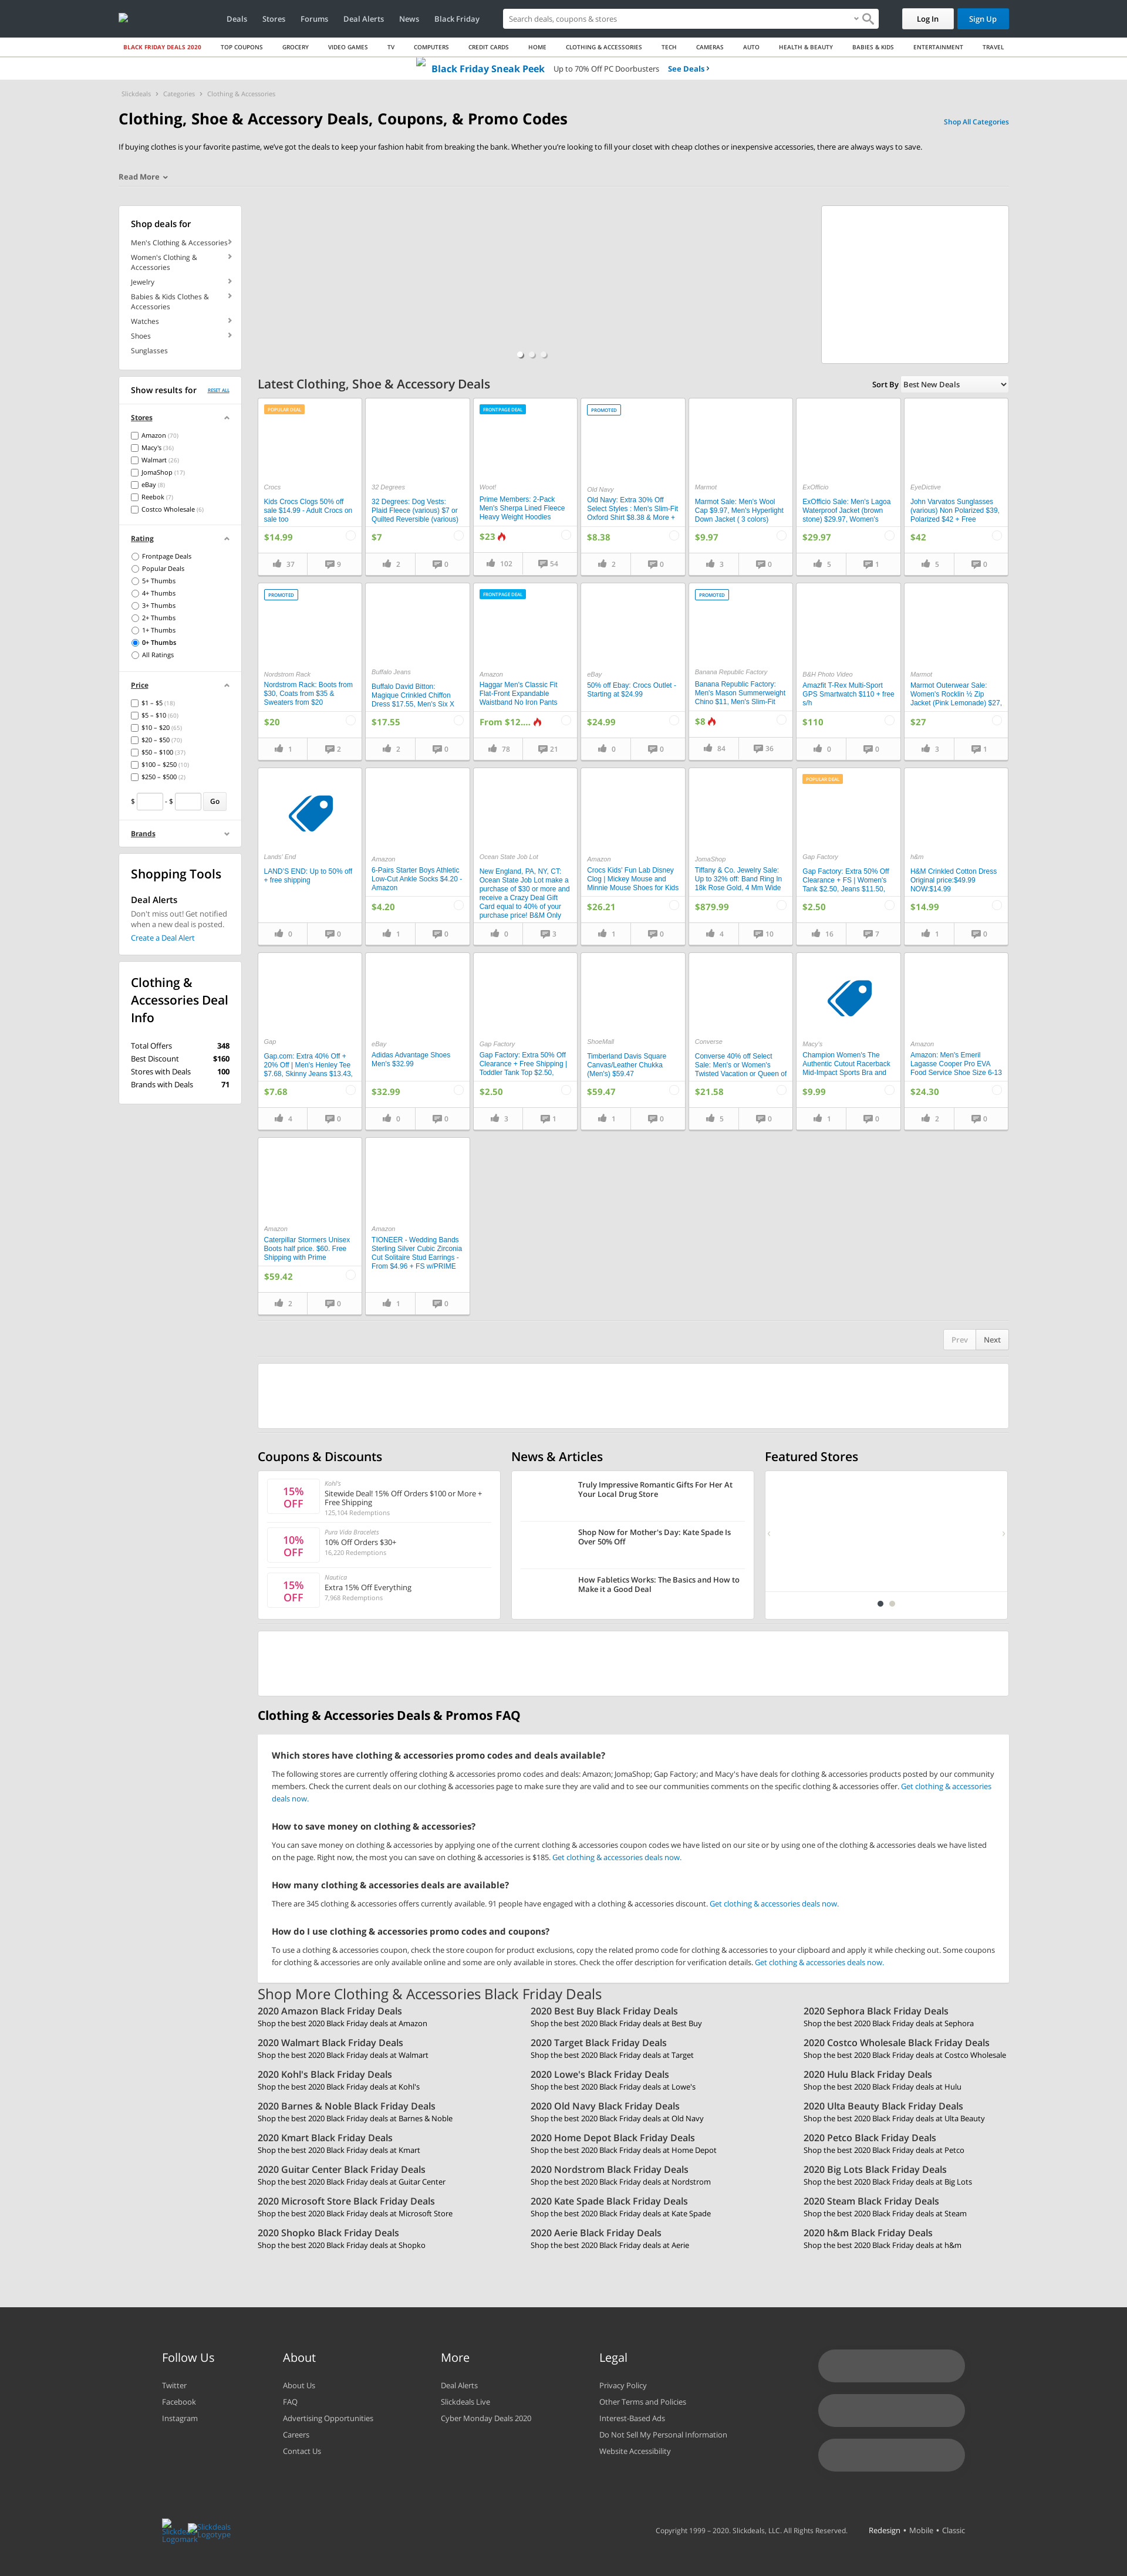 Deals
Stores
Forums
Deal Alerts
News
Black Friday
Search deals, coupons & stores
Log In
Sign Up
BLACK FRIDAY DEALS 2020
TOP COUPONS
GROCERY
VIDEO GAMES
TV
COMPUTERS
CREDIT CARDS
HOME
CLOTHING & ACCESSORIES
TECH
CAMERAS
AUTO
HEALTH & BEAUTY
BABIES & KIDS
ENTERTAINMENT
TRAVEL
Black Friday Sneak Peek Up to 70% Off PC Doorbusters See Deals ›
Slickdeals › Categories › Clothing & Accessories
Clothing, Shoe & Accessory Deals, Coupons, & Promo Codes
Shop All Categories
If buying clothes is your favorite pastime, we've got the deals to keep your fashion habit from breaking the bank. Whether you're looking to fill your closet with cheap clothes or inexpensive accessories, there are always ways to save.
Read More
Shop deals for
Men's Clothing & Accessories
Women's Clothing &
Accessories
Jewelry
Babies & Kids Clothes &
Accessories
Watches
Shoes
Sunglasses
Show results for
RESET ALL
Stores
Amazon (70)
Macy's (36)
Walmart (26)
JomaShop (17)
eBay (8)
Reebok (7)
Costco Wholesale (6)
Rating
Frontpage Deals
Popular Deals
5+ Thumbs
4+ Thumbs
3+ Thumbs
2+ Thumbs
1+ Thumbs
0+ Thumbs
All Ratings
Price
$1 – $5 (18)
$5 – $10 (60)
$10 – $20 (65)
$20 – $50 (70)
$50 – $100 (37)
$100 – $250 (10)
$250 – $500 (2)
$ - $ Go
Brands
Shopping Tools
Deal Alerts
Don't miss out! Get notified
when a new deal is posted.
Create a Deal Alert
Clothing &
Accessories Deal
Info
Total Offers 348
Best Discount $160
Stores with Deals 100
Brands with Deals 71
Latest Clothing, Shoe & Accessory Deals
Sort By Best New Deals
POPULAR DEAL
Crocs
Kids Crocs Clogs 50% off
sale $14.99 - Adult Crocs on
sale too
$14.99
37 9
32 Degrees
32 Degrees: Dog Vests:
Plaid Fleece (various) $7 or
Quilted Reversible (various)
$7
2 0
FRONTPAGE DEAL
Woot!
Prime Members: 2-Pack
Men's Sherpa Lined Fleece
Heavy Weight Hoodies
$23
102 54
PROMOTED
Old Navy
Old Navy: Extra 30% Off
Select Styles : Men's Slim-Fit
Oxford Shirt $8.38 & More +
$8.38
2 0
Marmot
Marmot Sale: Men's Wool
Cap $9.97, Men's Hyperlight
Down Jacket ( 3 colors)
$9.97
3 0
ExOfficio
ExOfficio Sale: Men's Lagoa
Waterproof Jacket (brown
stone) $29.97, Women's
$29.97
5 1
EyeDictive
John Varvatos Sunglasses
(various) Non Polarized $39,
Polarized $42 + Free
$42
5 0
PROMOTED
Nordstrom Rack
Nordstrom Rack: Boots from
$30, Coats from $35 &
Sweaters from $20
$20
1 2
Buffalo Jeans
Buffalo David Bitton:
Magique Crinkled Chiffon
Dress $17.55, Men's Six X
$17.55
2 0
FRONTPAGE DEAL
Amazon
Haggar Men's Classic Fit
Flat-Front Expandable
Waistband No Iron Pants
From $12....
78 21
eBay
50% off Ebay: Crocs Outlet -
Starting at $24.99
$24.99
0 0
PROMOTED
Banana Republic Factory
Banana Republic Factory:
Men's Mason Summerweight
Chino $11, Men's Slim-Fit
$8
84 36
B&H Photo Video
Amazfit T-Rex Multi-Sport
GPS Smartwatch $110 + free
s/h
$110
0 0
Marmot
Marmot Outerwear Sale:
Women's Rocklin ½ Zip
Jacket (Pink Lemonade) $27,
$27
3 1
Lands' End
LAND'S END: Up to 50% off
+ free shipping
0 0
Amazon
6-Pairs Starter Boys Athletic
Low-Cut Ankle Socks $4.20 -
Amazon
$4.20
1 0
Ocean State Job Lot
New England, PA, NY, CT:
Ocean State Job Lot make a
purchase of $30 or more and
receive a Crazy Deal Gift
Card equal to 40% of your
purchase price! B&M Only
0 3
Amazon
Crocs Kids' Fun Lab Disney
Clog | Mickey Mouse and
Minnie Mouse Shoes for Kids
$26.21
1 0
JomaShop
Tiffany & Co. Jewelry Sale:
Up to 32% off: Band Ring In
18k Rose Gold, 4 Mm Wide
$879.99
4 10
POPULAR DEAL
Gap Factory
Gap Factory: Extra 50% Off
Clearance + FS | Women's
Tank $2.50, Jeans $11.50,
$2.50
16 7
h&m
H&M Crinkled Cotton Dress
Original price:$49.99
NOW:$14.99
$14.99
1 0
Gap
Gap.com: Extra 40% Off +
20% Off | Men's Henley Tee
$7.68, Skinny Jeans $13.43,
$7.68
4 0
eBay
Adidas Advantage Shoes
Men's $32.99
$32.99
0 0
Gap Factory
Gap Factory: Extra 50% Off
Clearance + Free Shipping |
Toddler Tank Top $2.50,
$2.50
3 1
ShoeMall
Timberland Davis Square
Canvas/Leather Chukka
(Men's) $59.47
$59.47
1 0
Converse
Converse 40% off Select
Sale: Men's or Women's
Twisted Vacation or Queen of
$21.58
5 0
Macy's
Champion Women's The
Authentic Cutout Racerback
Mid-Impact Sports Bra and
$9.99
1 0
Amazon
Amazon: Men's Emeril
Lagasse Cooper Pro EVA
Food Service Shoe Size 6-13
$24.30
2 0
Amazon
Caterpillar Stormers Unisex
Boots half price. $60. Free
Shipping with Prime
$59.42
2 0
Amazon
TIONEER - Wedding Bands
Sterling Silver Cubic Zirconia
Cut Solitaire Stud Earrings -
From $4.96 + FS w/PRIME
1 0
Prev Next
Coupons & Discounts
15%
OFF
Kohl's
Sitewide Deal! 15% Off Orders $100 or More +
Free Shipping
125,104 Redemptions
10%
OFF
Pura Vida Bracelets
10% Off Orders $30+
16,220 Redemptions
15%
OFF
Nautica
Extra 15% Off Everything
7,968 Redemptions
News & Articles
Truly Impressive Romantic Gifts For Her At
Your Local Drug Store
Shop Now for Mother's Day: Kate Spade Is
Over 50% Off
How Fabletics Works: The Basics and How to
Make it a Good Deal
Featured Stores
Clothing & Accessories Deals & Promos FAQ
Which stores have clothing & accessories promo codes and deals available?
The following stores are currently offering clothing & accessories promo codes and deals: Amazon; JomaShop; Gap Factory; and Macy's have deals for clothing & accessories products posted by our community
members. Check the current deals on our clothing & accessories page to make sure they are valid and to see our communities comments on the specific clothing & accessories offer. Get clothing & accessories
deals now.
How to save money on clothing & accessories?
You can save money on clothing & accessories by applying one of the current clothing & accessories coupon codes we have listed on our site or by using one of the clothing & accessories deals we have listed
on the page. Right now, the most you can save on clothing & accessories is $185. Get clothing & accessories deals now.
How many clothing & accessories deals are available?
There are 345 clothing & accessories offers currently available. 91 people have engaged with a clothing & accessories discount. Get clothing & accessories deals now.
How do I use clothing & accessories promo codes and coupons?
To use a clothing & accessories coupon, check the store coupon for product exclusions, copy the related promo code for clothing & accessories to your clipboard and apply it while checking out. Some coupons
for clothing & accessories are only available online and some are only available in stores. Check the offer description for verification details. Get clothing & accessories deals now.
Shop More Clothing & Accessories Black Friday Deals
2020 Amazon Black Friday Deals
Shop the best 2020 Black Friday deals at Amazon
2020 Best Buy Black Friday Deals
Shop the best 2020 Black Friday deals at Best Buy
2020 Sephora Black Friday Deals
Shop the best 2020 Black Friday deals at Sephora
2020 Walmart Black Friday Deals
Shop the best 2020 Black Friday deals at Walmart
2020 Target Black Friday Deals
Shop the best 2020 Black Friday deals at Target
2020 Costco Wholesale Black Friday Deals
Shop the best 2020 Black Friday deals at Costco Wholesale
2020 Kohl's Black Friday Deals
Shop the best 2020 Black Friday deals at Kohl's
2020 Lowe's Black Friday Deals
Shop the best 2020 Black Friday deals at Lowe's
2020 Hulu Black Friday Deals
Shop the best 2020 Black Friday deals at Hulu
2020 Barnes & Noble Black Friday Deals
Shop the best 2020 Black Friday deals at Barnes & Noble
2020 Old Navy Black Friday Deals
Shop the best 2020 Black Friday deals at Old Navy
2020 Ulta Beauty Black Friday Deals
Shop the best 2020 Black Friday deals at Ulta Beauty
2020 Kmart Black Friday Deals
Shop the best 2020 Black Friday deals at Kmart
2020 Home Depot Black Friday Deals
Shop the best 2020 Black Friday deals at Home Depot
2020 Petco Black Friday Deals
Shop the best 2020 Black Friday deals at Petco
2020 Guitar Center Black Friday Deals
Shop the best 2020 Black Friday deals at Guitar Center
2020 Nordstrom Black Friday Deals
Shop the best 2020 Black Friday deals at Nordstrom
2020 Big Lots Black Friday Deals
Shop the best 2020 Black Friday deals at Big Lots
2020 Microsoft Store Black Friday Deals
Shop the best 2020 Black Friday deals at Microsoft Store
2020 Kate Spade Black Friday Deals
Shop the best 2020 Black Friday deals at Kate Spade
2020 Steam Black Friday Deals
Shop the best 2020 Black Friday deals at Steam
2020 Shopko Black Friday Deals
Shop the best 2020 Black Friday deals at Shopko
2020 Aerie Black Friday Deals
Shop the best 2020 Black Friday deals at Aerie
2020 h&m Black Friday Deals
Shop the best 2020 Black Friday deals at h&m
Follow Us
Twitter
Facebook
Instagram
About
About Us
FAQ
Advertising Opportunities
Careers
Contact Us
More
Deal Alerts
Slickdeals Live
Cyber Monday Deals 2020
Legal
Privacy Policy
Other Terms and Policies
Interest-Based Ads
Do Not Sell My Personal Information
Website Accessibility
Slickdeals
Logomark
Slickdeals
Logotype
Copyright 1999 – 2020. Slickdeals, LLC. All Rights Reserved.
Redesign • Mobile • Classic